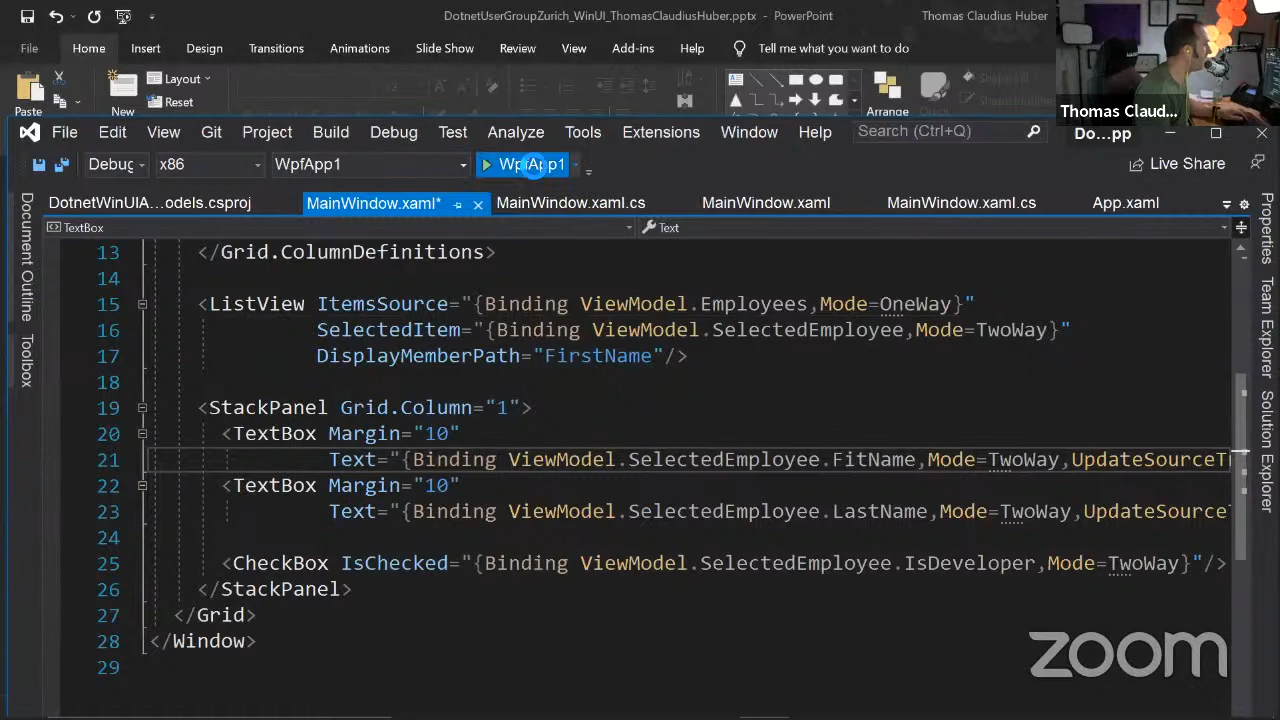 DotnetUserGroupZurich_WinUI_ThomasClaudiusHuber.pptx - PowerPoint
Thomas Claudius Huber
File Home Insert Design Transitions Animations Slide Show Review View Add-ins Help Tell me what you want to do
Paste
New
Layout
Reset
Arrange
Thomas Claud...
File Edit View Git Project Build Debug Test Analyze Tools Extensions Window Help Search (Ctrl+Q) Do...pp
Debug x86 WpfApp1 WpfApp1 Live Share
DotnetWinUIA...odels.csproj MainWindow.xaml* MainWindow.xaml.cs MainWindow.xaml MainWindow.xaml.cs App.xaml
TextBox Text
Document Outline
Toolbox
Properties
Team Explorer
Solution Explorer
13 </Grid.ColumnDefinitions>
14
15 <ListView ItemsSource="{Binding ViewModel.Employees,Mode=OneWay}"
16 SelectedItem="{Binding ViewModel.SelectedEmployee,Mode=TwoWay}"
17 DisplayMemberPath="FirstName"/>
18
19 <StackPanel Grid.Column="1">
20 <TextBox Margin="10"
21 Text="{Binding ViewModel.SelectedEmployee.FitName,Mode=TwoWay,UpdateSourceTr
22 <TextBox Margin="10"
23 Text="{Binding ViewModel.SelectedEmployee.LastName,Mode=TwoWay,UpdateSource
24
25 <CheckBox IsChecked="{Binding ViewModel.SelectedEmployee.IsDeveloper,Mode=TwoWay}"/>
26 </StackPanel>
27 </Grid>
28 </Window>
29
zoom